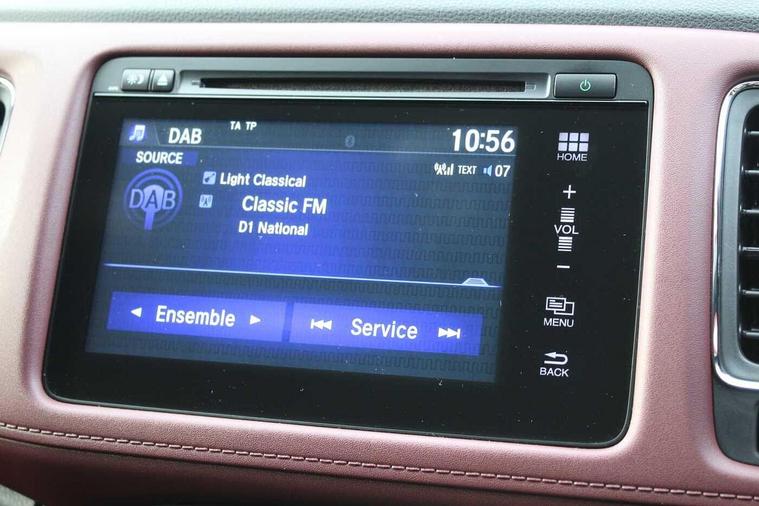 DAB
TA TP
10:56
SOURCE
TEXT 07
DAB
Light Classical
Classic FM
D1 National
Ensemble
Service
HOME
+
VOL
−
MENU
BACK